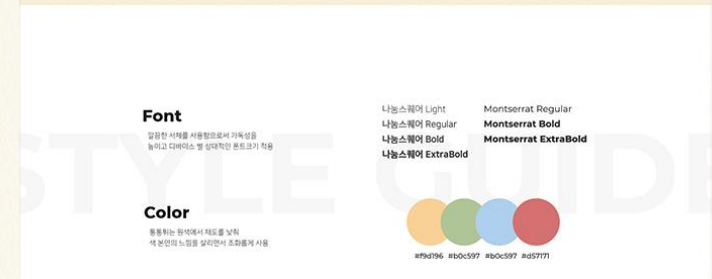 STYLE GUIDE
Font
깔끔한 서체를 사용함으로써 가독성을
높이고 디바이스 별 상대적인 폰트크기 적용
나눔스퀘어 Light
나눔스퀘어 Regular
나눔스퀘어 Bold
나눔스퀘어 ExtraBold
Montserrat Regular
Montserrat Bold
Montserrat ExtraBold
Color
통통튀는 원색에서 채도를 낮춰
색 본연의 느낌을 살리면서 조화롭게 사용
#f9d196 #b0c597 #b0c597 #d57171